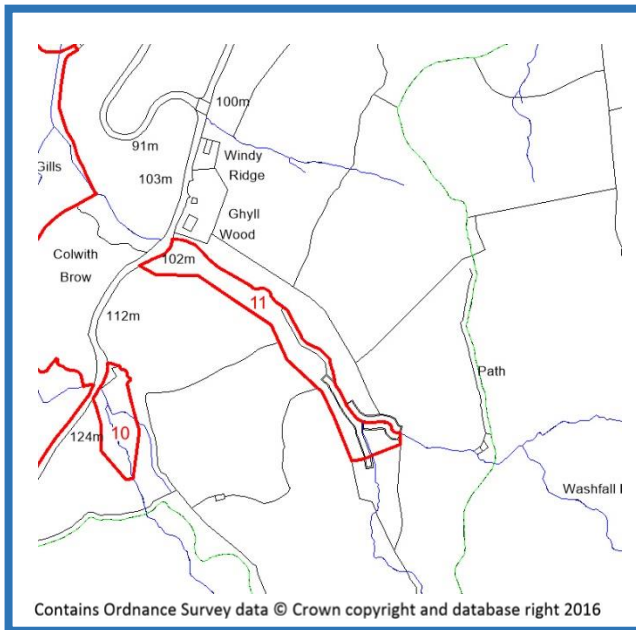 100m
91m
Windy
Ridge
Gills
103m
Ghyll
Wood
Colwith
Brow
102m
11
112m
Path
10
124m
Washfall
Contains Ordnance Survey data © Crown copyright and database right 2016